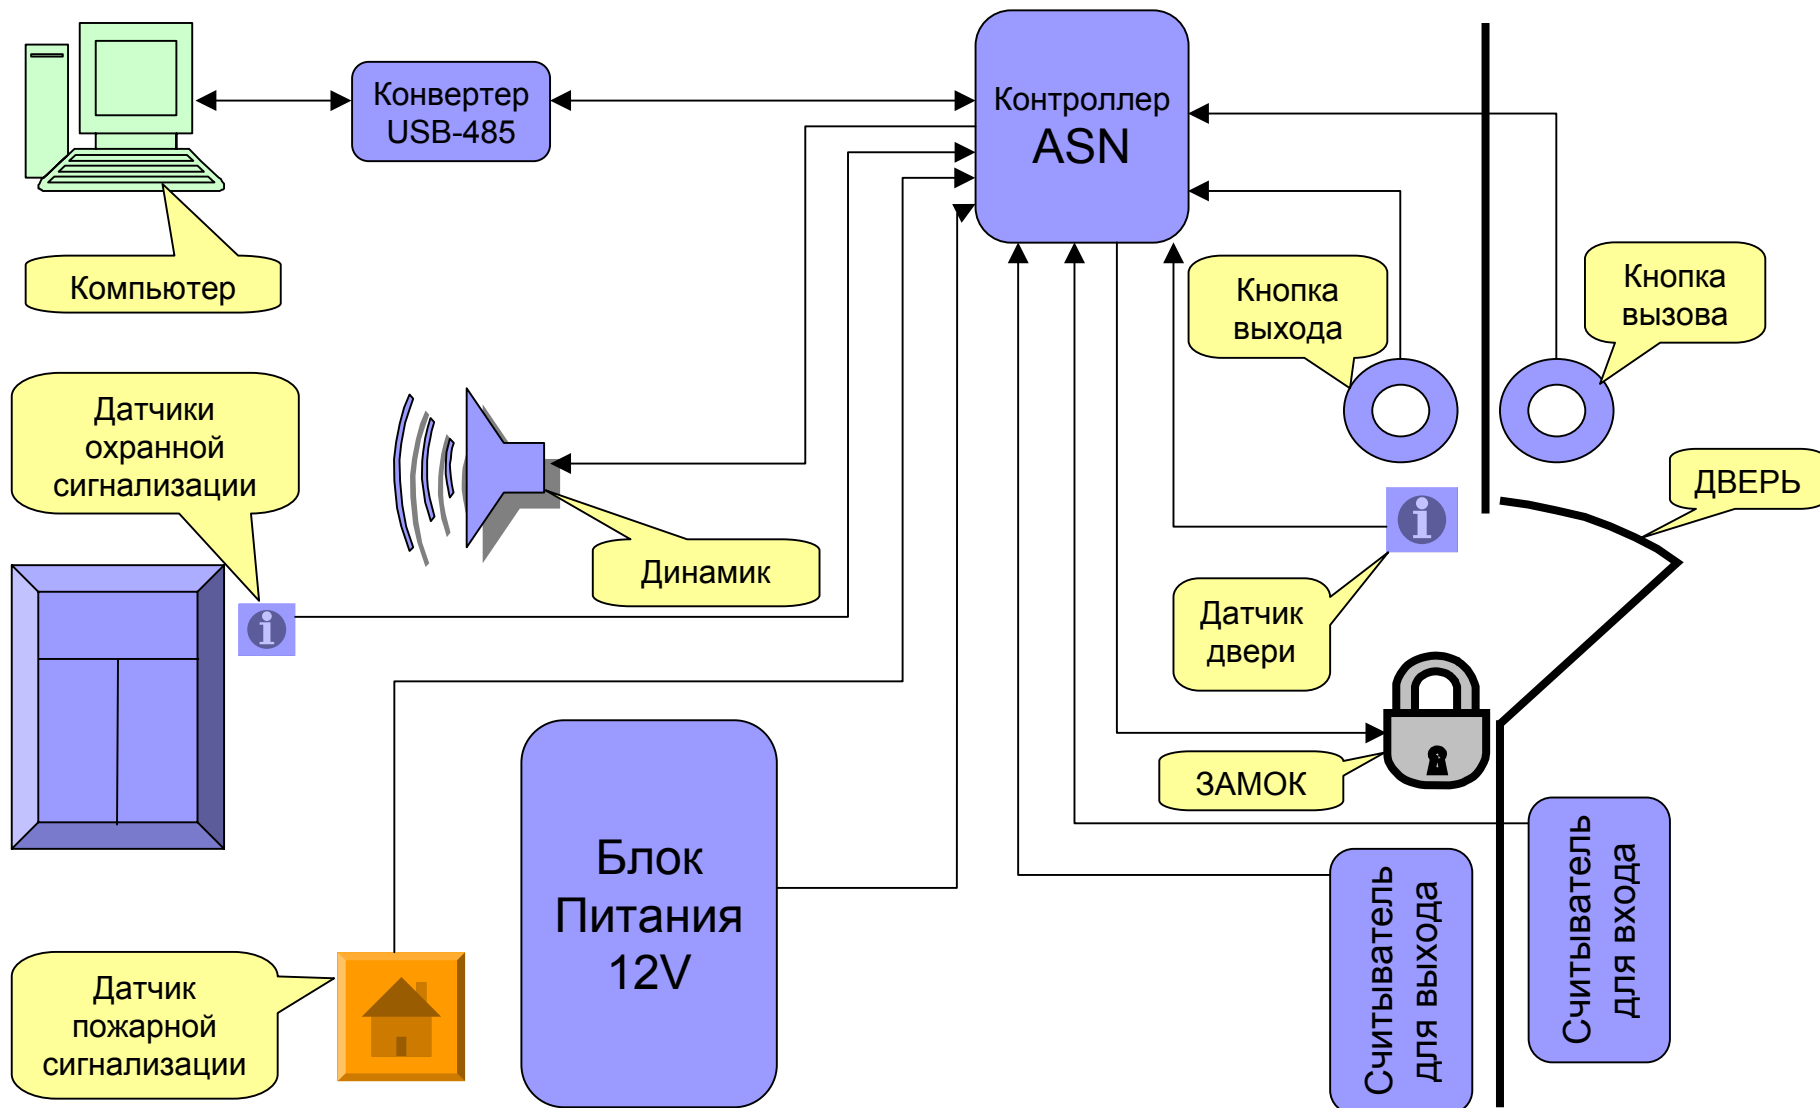 Конвертер
USB-485
Контроллер
ASN
Компьютер
Кнопка
выхода
Кнопка
вызова
Датчики
охранной
сигнализации
ДВЕРЬ
Динамик
Датчик
двери
ЗАМОК
Блок
Питания
12V
Считыватель
для выхода
Считыватель
для входа
Датчик
пожарной
сигнализации